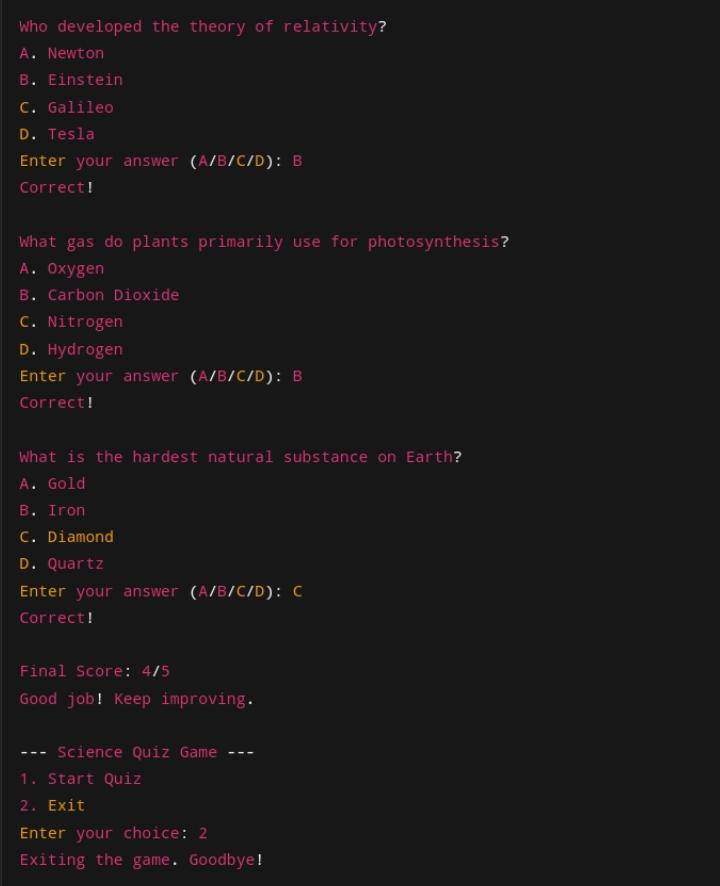 Who developed the theory of relativity?
A. Newton
B. Einstein
C. Galileo
D. Tesla
Enter your answer (A/B/C/D): B
Correct!
What gas do plants primarily use for photosynthesis?
A. Oxygen
B. Carbon Dioxide
C. Nitrogen
D. Hydrogen
Enter your answer (A/B/C/D): B
Correct!
What is the hardest natural substance on Earth?
A. Gold
B. Iron
C. Diamond
D. Quartz
Enter your answer (A/B/C/D): C
Correct!
Final Score: 4/5
Good job! Keep improving.
--- Science Quiz Game ---
1. Start Quiz
2. Exit
Enter your choice: 2
Exiting the game. Goodbye!